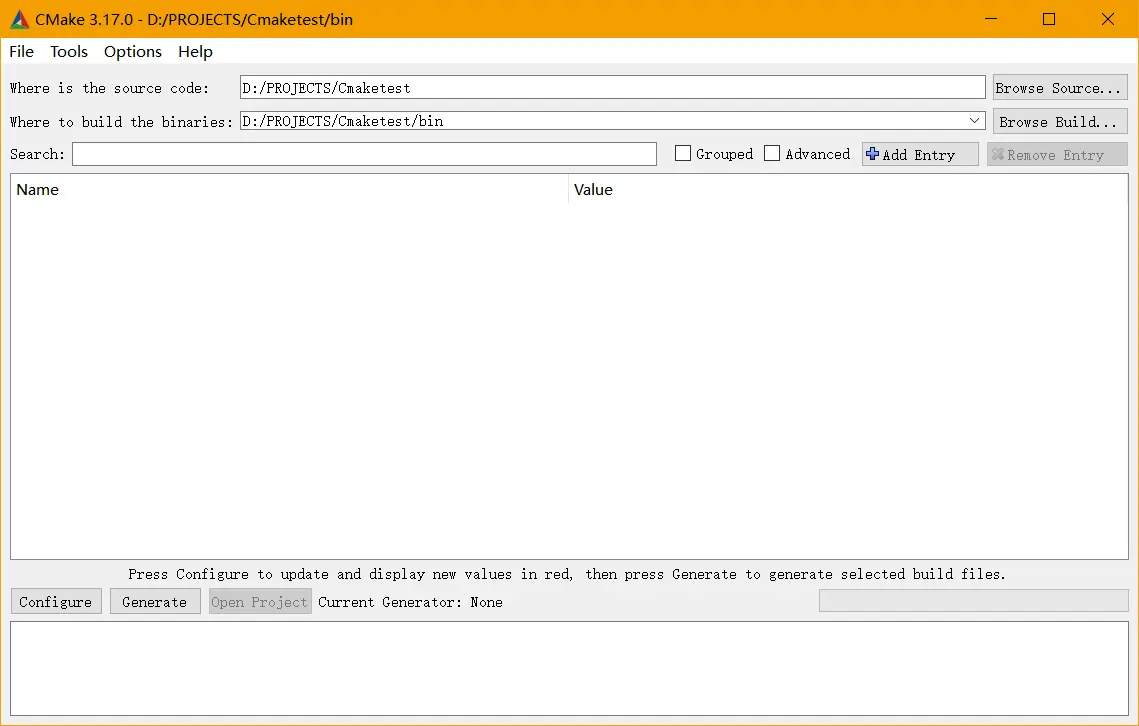 CMake 3.17.0 - D:/PROJECTS/Cmaketest/bin
File Tools Options Help
Where is the source code: D:/PROJECTS/Cmaketest Browse Source...
Where to build the binaries: D:/PROJECTS/Cmaketest/bin Browse Build...
Search: Grouped Advanced Add Entry Remove Entry
Name Value
Press Configure to update and display new values in red, then press Generate to generate selected build files.
Configure Generate Open Project Current Generator: None